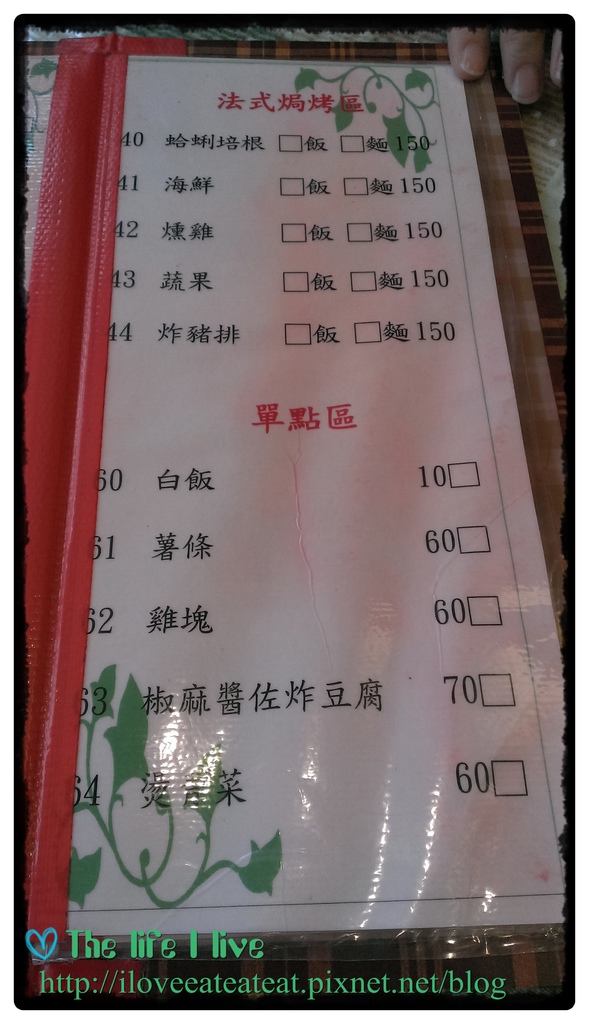 法式焗烤區
40 蛤蜊培根 □飯 □麵 150
41 海鮮 □飯 □麵 150
42 燻雞 □飯 □麵 150
43 蔬果 □飯 □麵 150
44 炸豬排 □飯 □麵 150
單點區
60 白飯 10□
61 薯條 60□
62 雞塊 60□
63 椒麻醬佐炸豆腐 70□
64 燙青菜 60□
The life I live
http://iloveeateateat.pixnet.net/blog